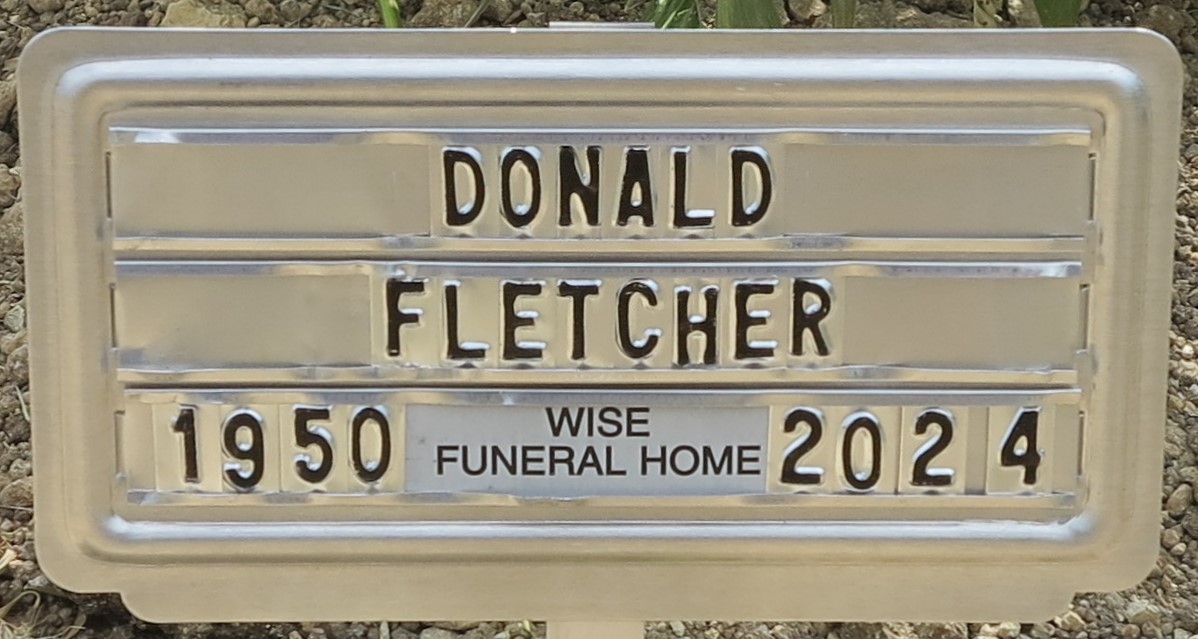 DONALD
FLETCHER
1950 WISE FUNERAL HOME 2024